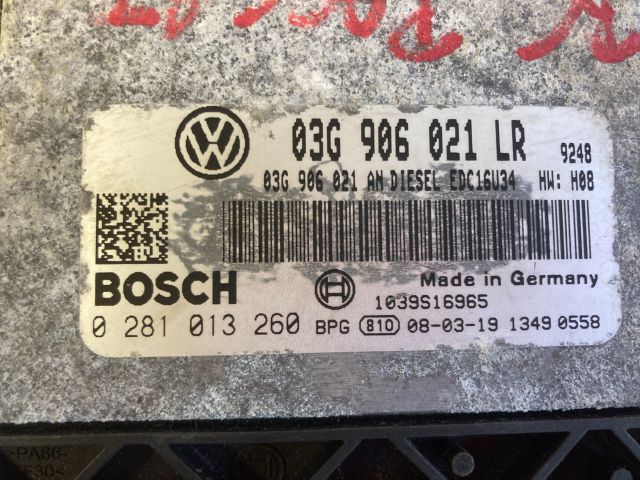 03G 906 021 LR 9248
03G 906 021 AN DIESEL EDC16U34 HW: H08
BOSCH
Made in Germany
1039S16965
0 281 013 260 BPG 810 08-03-19 1349 0558
>PA66-